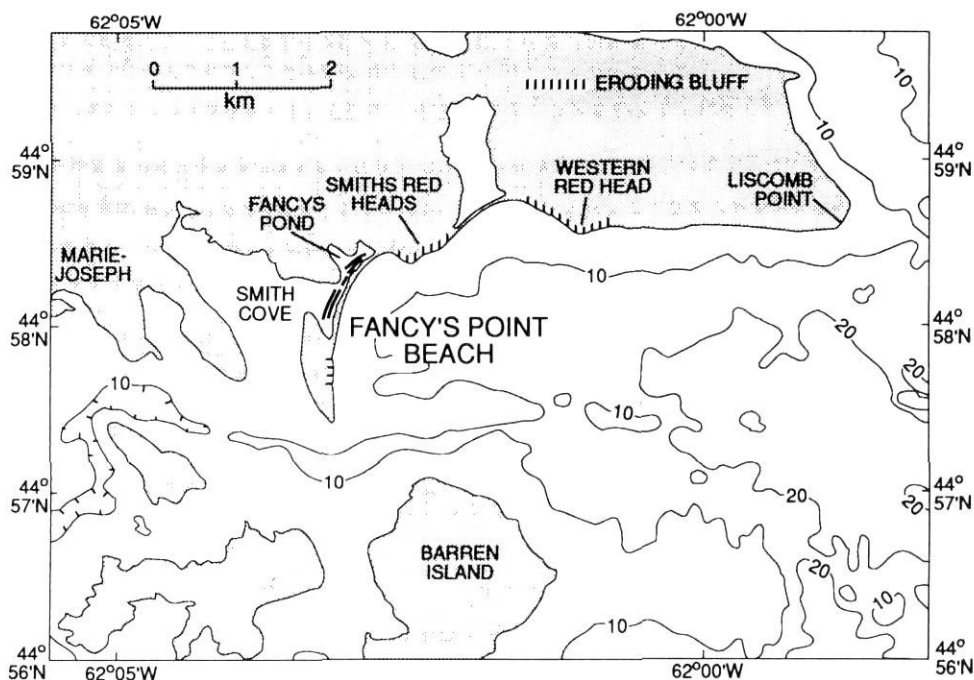 62°05'W
62°00'W
0 1 2
km
ERODING BLUFF
10
10
44°
59'N
44°
59'N
WESTERN
RED HEAD
SMITHS RED
HEADS
LISCOMB
POINT
FANCYS
POND
MARIE-
JOSEPH
SMITH
COVE
10
FANCY'S POINT
BEACH
44°
58'N
44°
58'N
20
20
10
10
10
44°
57'N
44°
57'N
20
20
BARREN
ISLAND
20
10
10
44°
56'N
44°
56'N
62°05'W
62°00'W